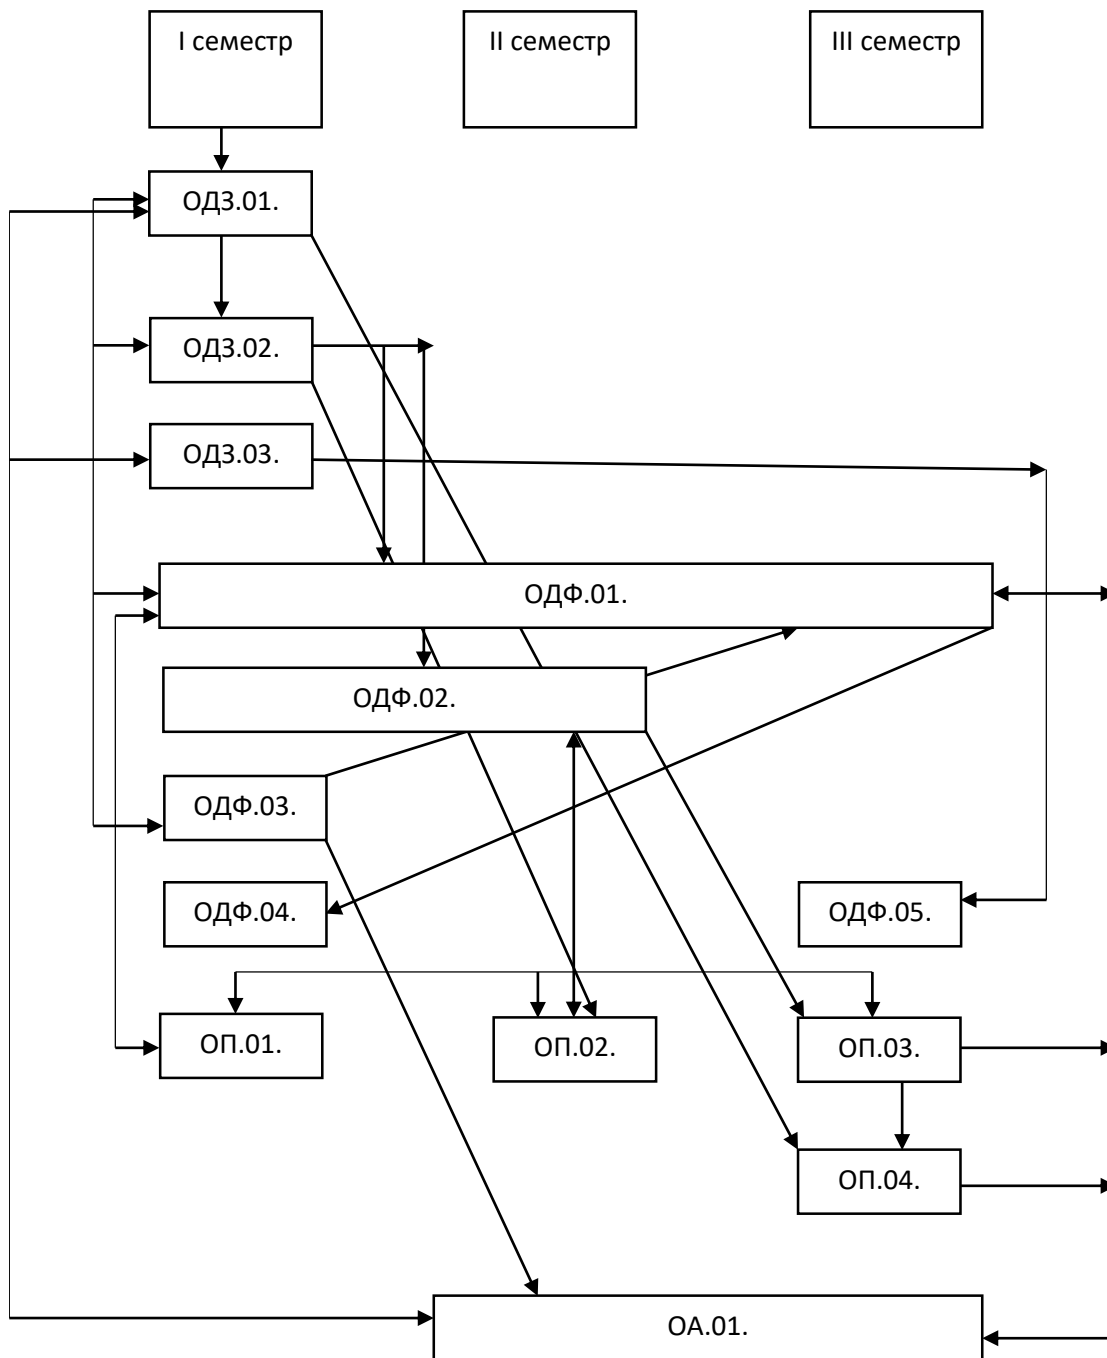 I семестр
II семестр
III семестр
ОДЗ.01.
ОДЗ.02.
ОДЗ.03.
ОДФ.01.
ОДФ.02.
ОДФ.03.
ОДФ.04.
ОДФ.05.
ОП.01.
ОП.02.
ОП.03.
ОП.04.
ОА.01.